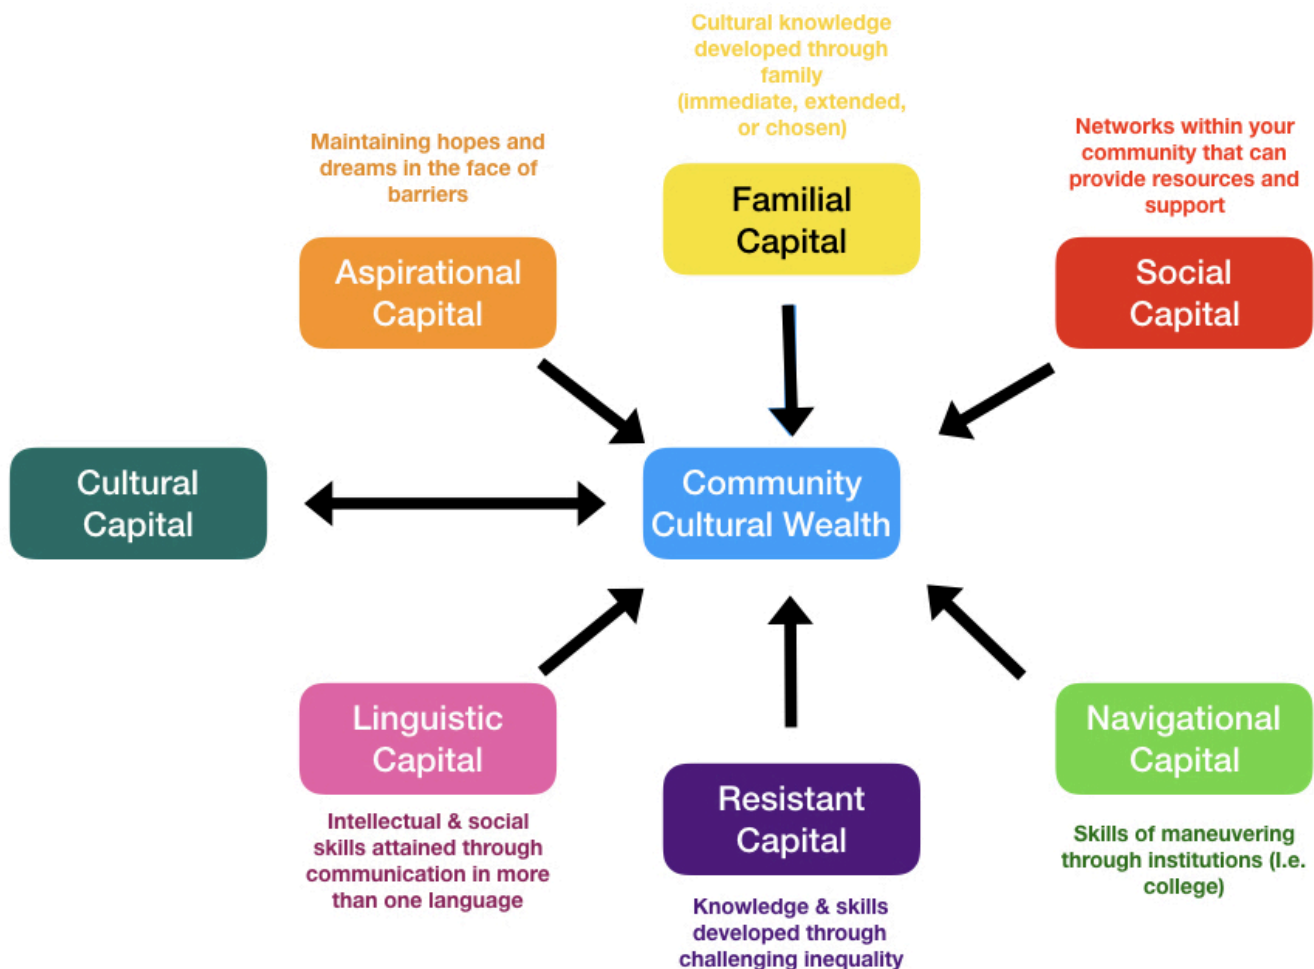 Cultural knowledge
developed through
family
(immediate, extended,
or chosen)
Maintaining hopes and
dreams in the face of
barriers
Networks within your
community that can
provide resources and
support
Familial
Capital
Aspirational
Capital
Social
Capital
Cultural
Capital
Community
Cultural Wealth
Linguistic
Capital
Resistant
Capital
Navigational
Capital
Intellectual & social
skills attained through
communication in more
than one language
Knowledge & skills
developed through
challenging inequality
Skills of maneuvering
through institutions (I.e.
college)